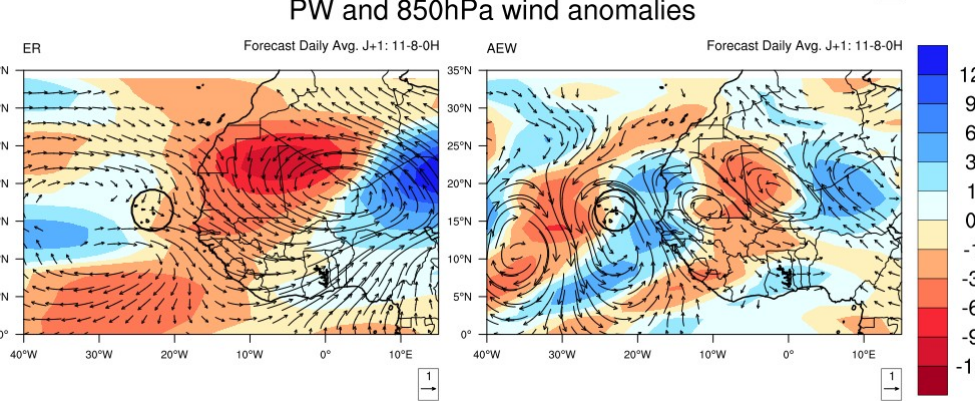 PW and 850hPa wind anomalies
ER Forecast Daily Avg. J+1: 11-8-0H AEW Forecast Daily Avg. J+1: 11-8-0H
35°N
30°N
25°N
20°N
15°N
10°N
5°N
0°
40°W 30°W 20°W 10°W 0° 10°E 40°W 30°W 20°W 10°W 0° 10°E
1 1
12
9
6
3
1
0